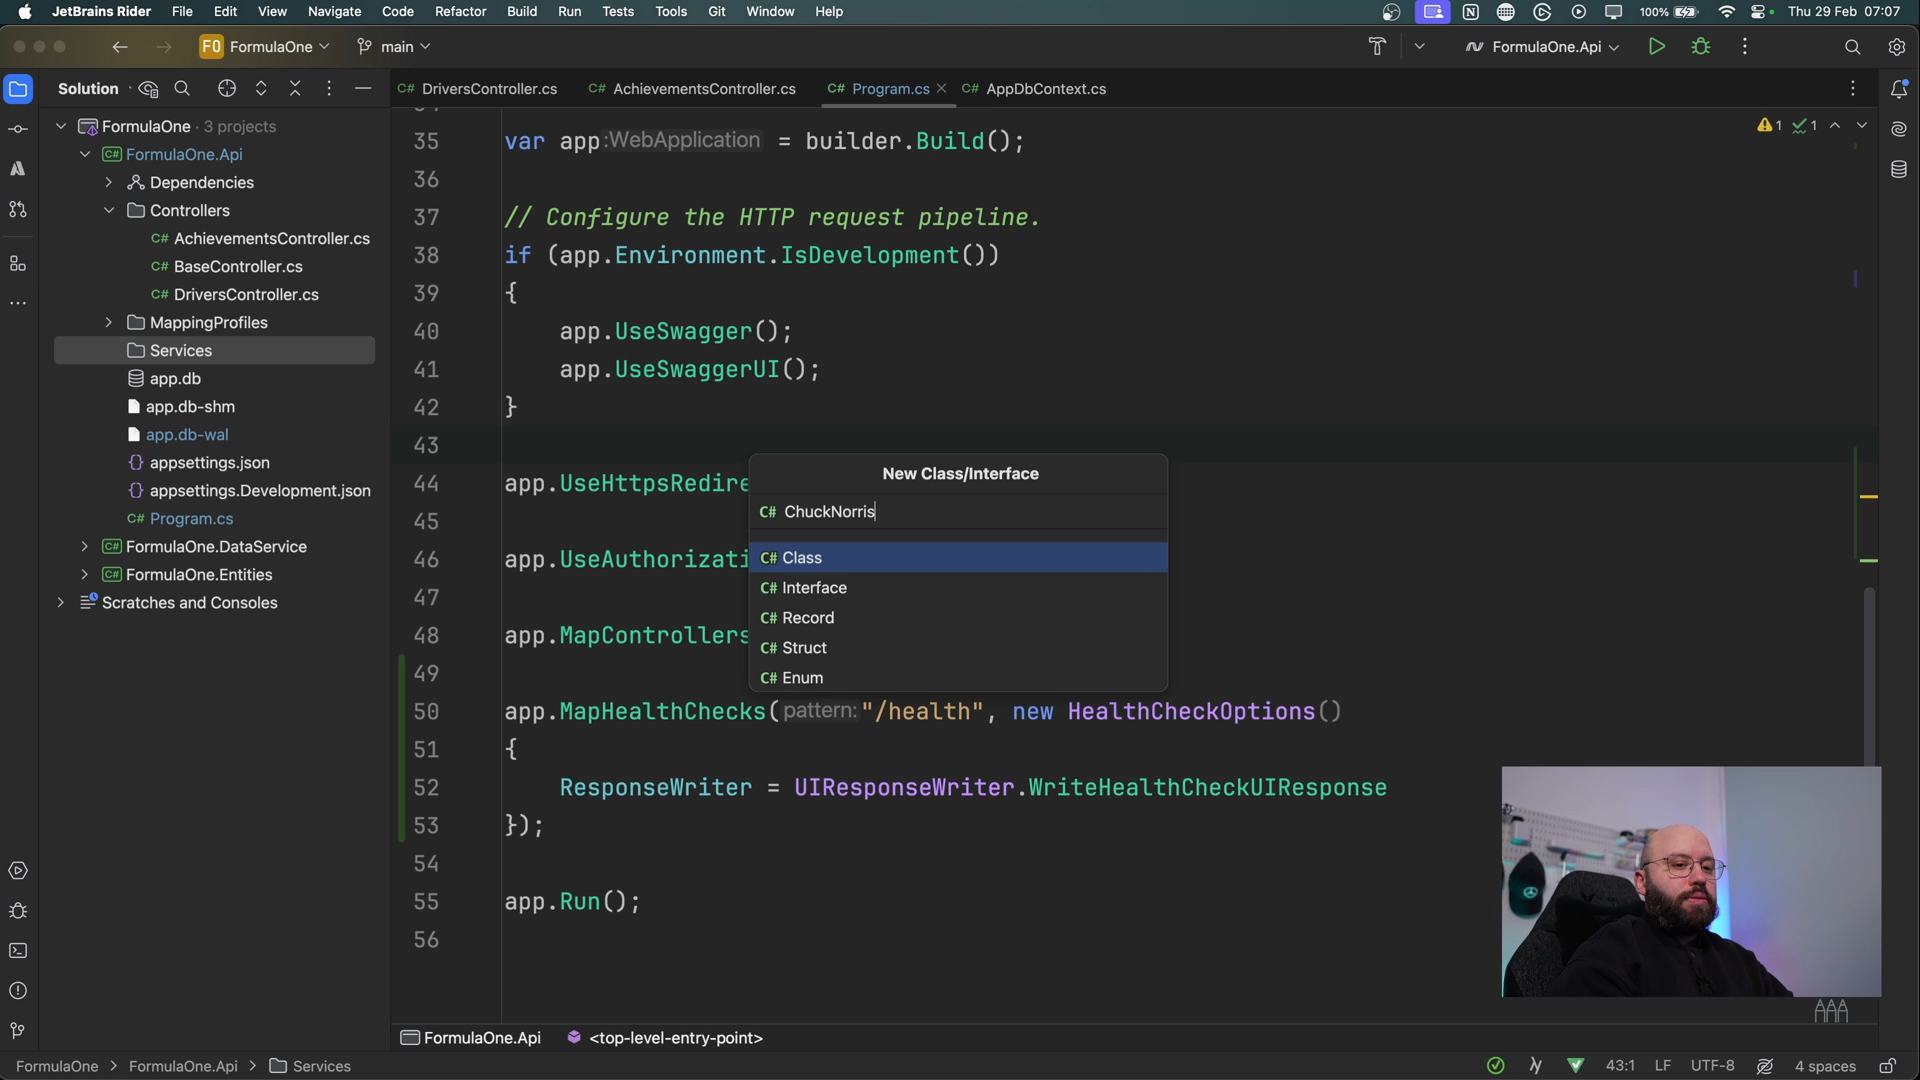 JetBrains Rider File Edit View Navigate Code Refactor Build Run Tests Tools Git Window Help 100% Thu 29 Feb 07:07
FO FormulaOne main FormulaOne.Api
Solution
C# DriversController.cs C# AchievementsController.cs C# Program.cs C# AppDbContext.cs
FormulaOne · 3 projects
C# FormulaOne.Api
Dependencies
Controllers
C# AchievementsController.cs
C# BaseController.cs
C# DriversController.cs
MappingProfiles
Services
app.db
app.db-shm
app.db-wal
{} appsettings.json
{} appsettings.Development.json
C# Program.cs
C# FormulaOne.DataService
C# FormulaOne.Entities
Scratches and Consoles
1 1
35 var app :WebApplication = builder.Build();
36
37 // Configure the HTTP request pipeline.
38 if (app.Environment.IsDevelopment())
39 {
40 app.UseSwagger();
41 app.UseSwaggerUI();
42 }
43
44 app.UseHttpsRedire
45
46 app.UseAuthorizati
47
48 app.MapControllers
49
50 app.MapHealthChecks( pattern: "/health", new HealthCheckOptions()
51 {
52 ResponseWriter = UIResponseWriter.WriteHealthCheckUIResponse
53 });
54
55 app.Run();
56
New Class/Interface
C# ChuckNorris
C# Class
C# Interface
C# Record
C# Struct
C# Enum
FormulaOne.Api <top-level-entry-point>
FormulaOne > FormulaOne.Api > Services 43:1 LF UTF-8 4 spaces